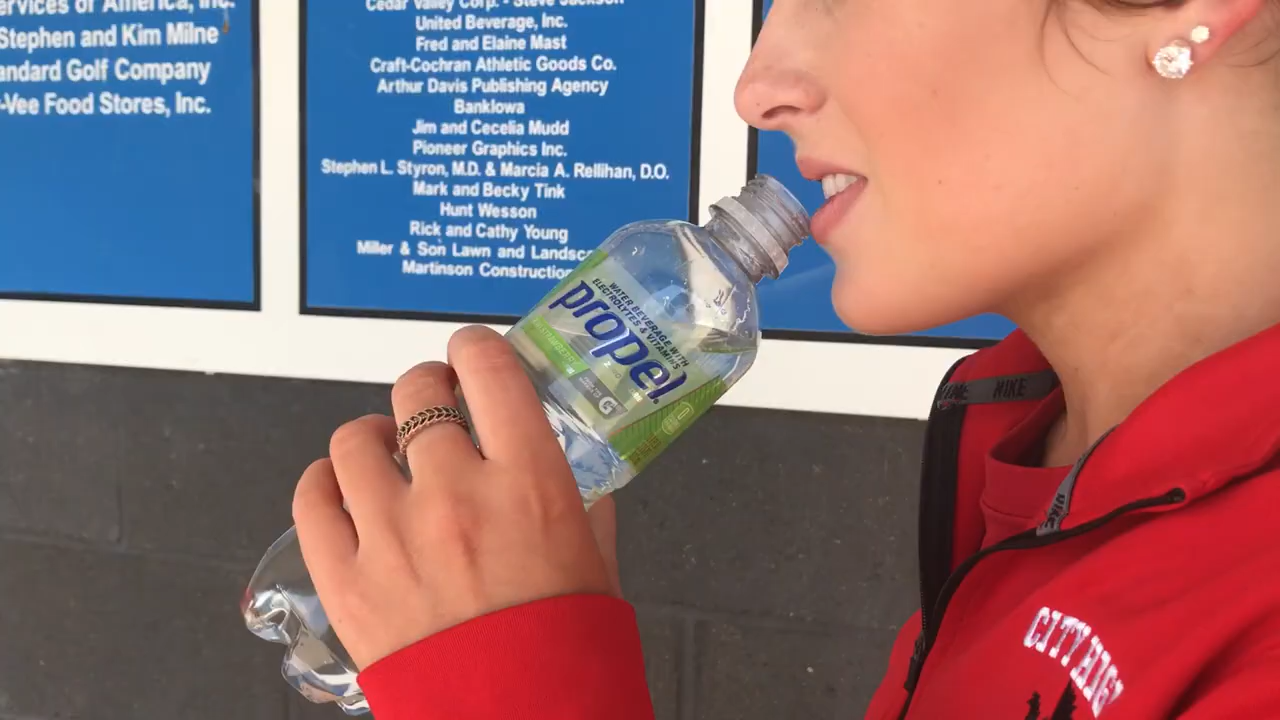 ervices of America, Inc.
Stephen and Kim Milne
andard Golf Company
-Vee Food Stores, Inc.
Cedar Valley Corp. - Steve Jackson
United Beverage, Inc.
Fred and Elaine Mast
Craft-Cochran Athletic Goods Co.
Arthur Davis Publishing Agency
BankIowa
Jim and Cecelia Mudd
Pioneer Graphics Inc.
Stephen L. Styron, M.D. & Marcia A. Rellihan, D.O.
Mark and Becky Tink
Hunt Wesson
Rick and Cathy Young
Miller & Son Lawn and Landsc
Martinson Construction
WATER BEVERAGE WITH
ELECTROLYTES & VITAMINS
propel
G
NIKE
NIKE
CITY HIGH